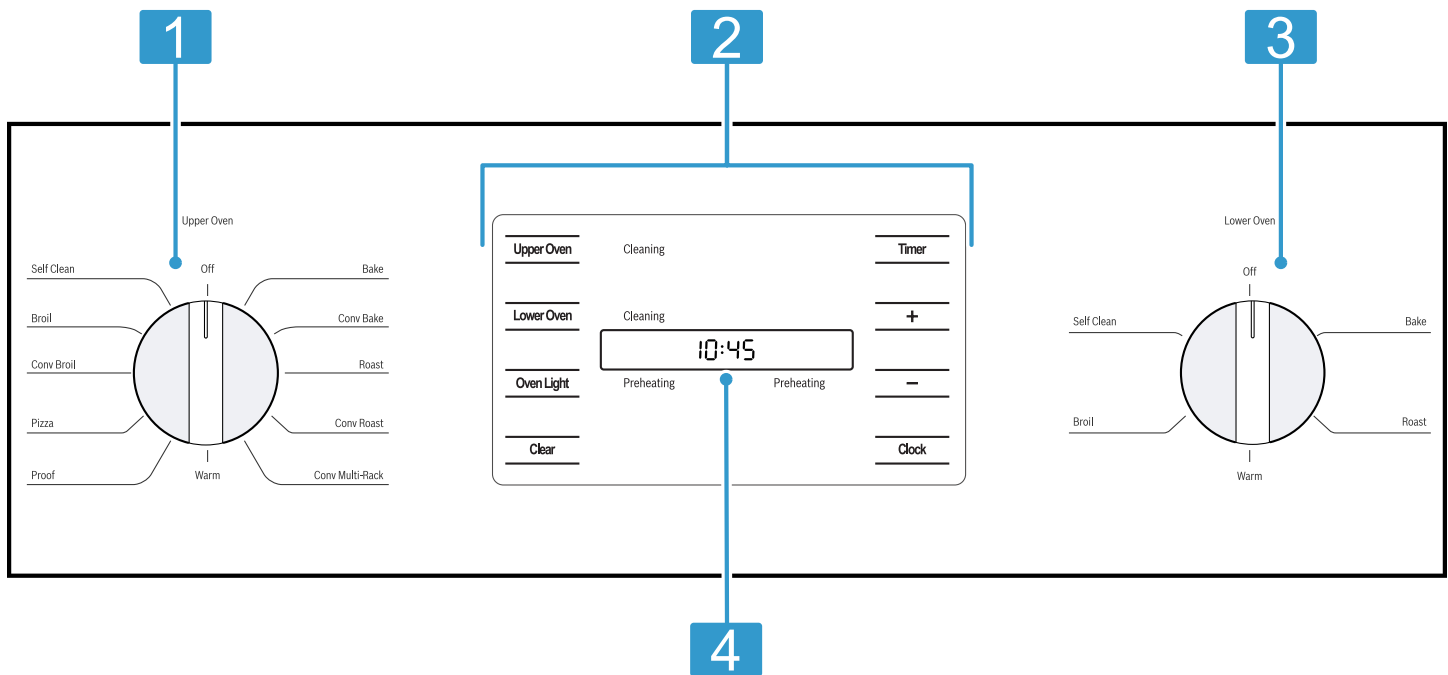 1
2
3
Upper Oven
Self Clean
Off
Bake
Broil
Conv Bake
Conv Broil
Roast
Pizza
Conv Roast
Proof
Warm
Conv Multi-Rack
Upper Oven
Cleaning
Timer
Lower Oven
Cleaning
+
10:45
Oven Light
Preheating
Preheating
−
Clear
Clock
Lower Oven
Off
Self Clean
Bake
Broil
Roast
Warm
4